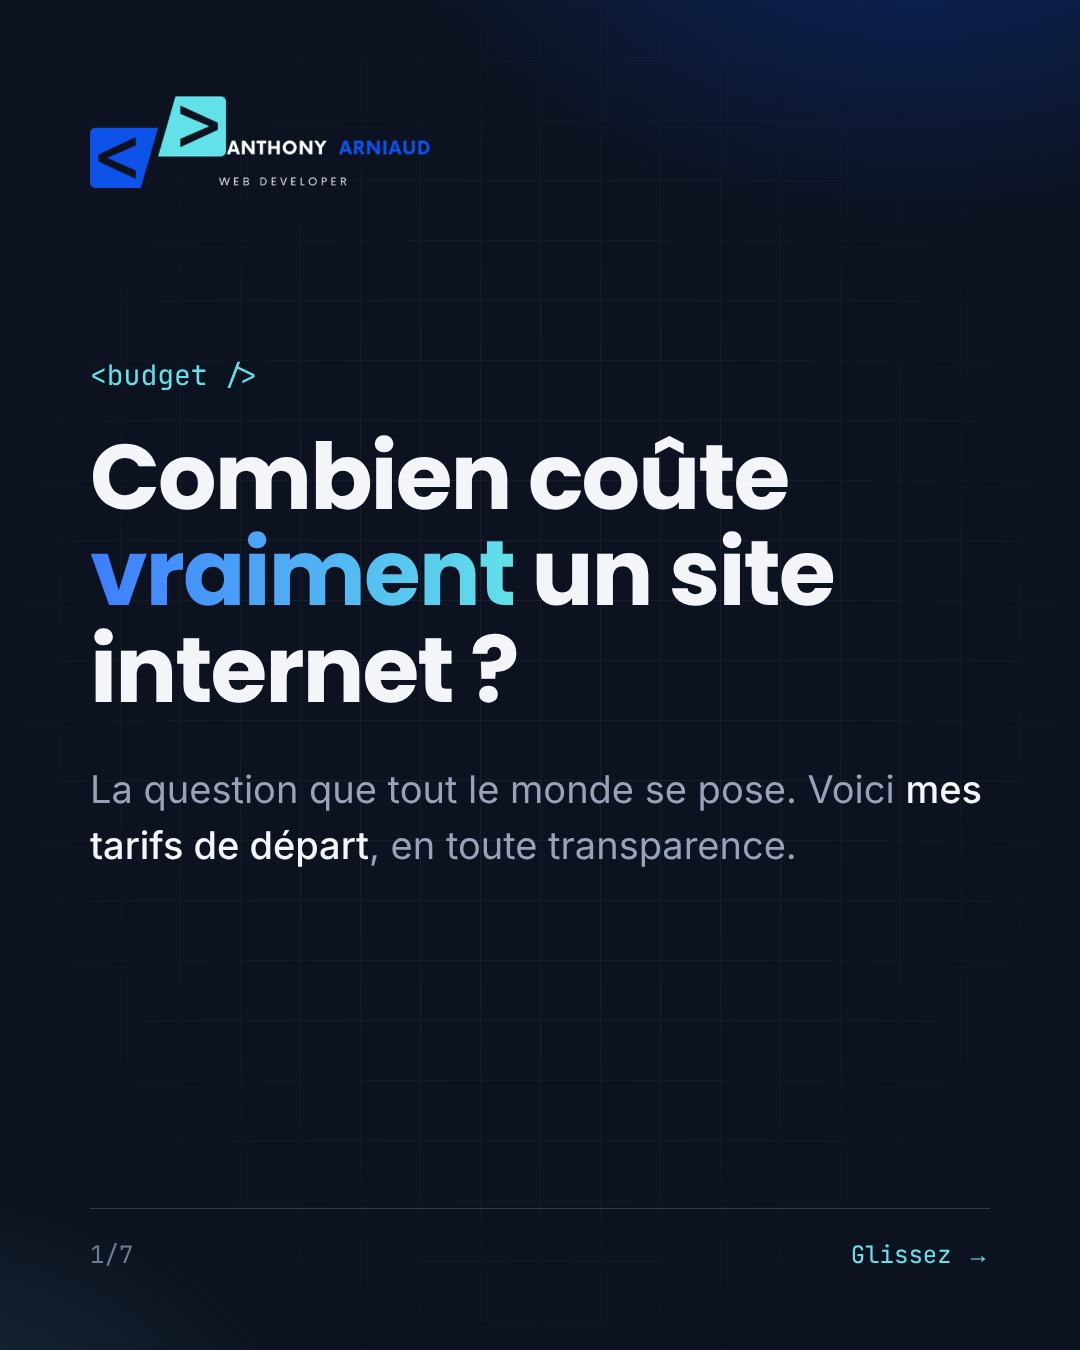 < >
ANTHONY ARNIAUD
WEB DEVELOPER
<budget />
Combien coûte
vraiment un site
internet ?
La question que tout le monde se pose. Voici mes
tarifs de départ, en toute transparence.
1/7
Glissez →